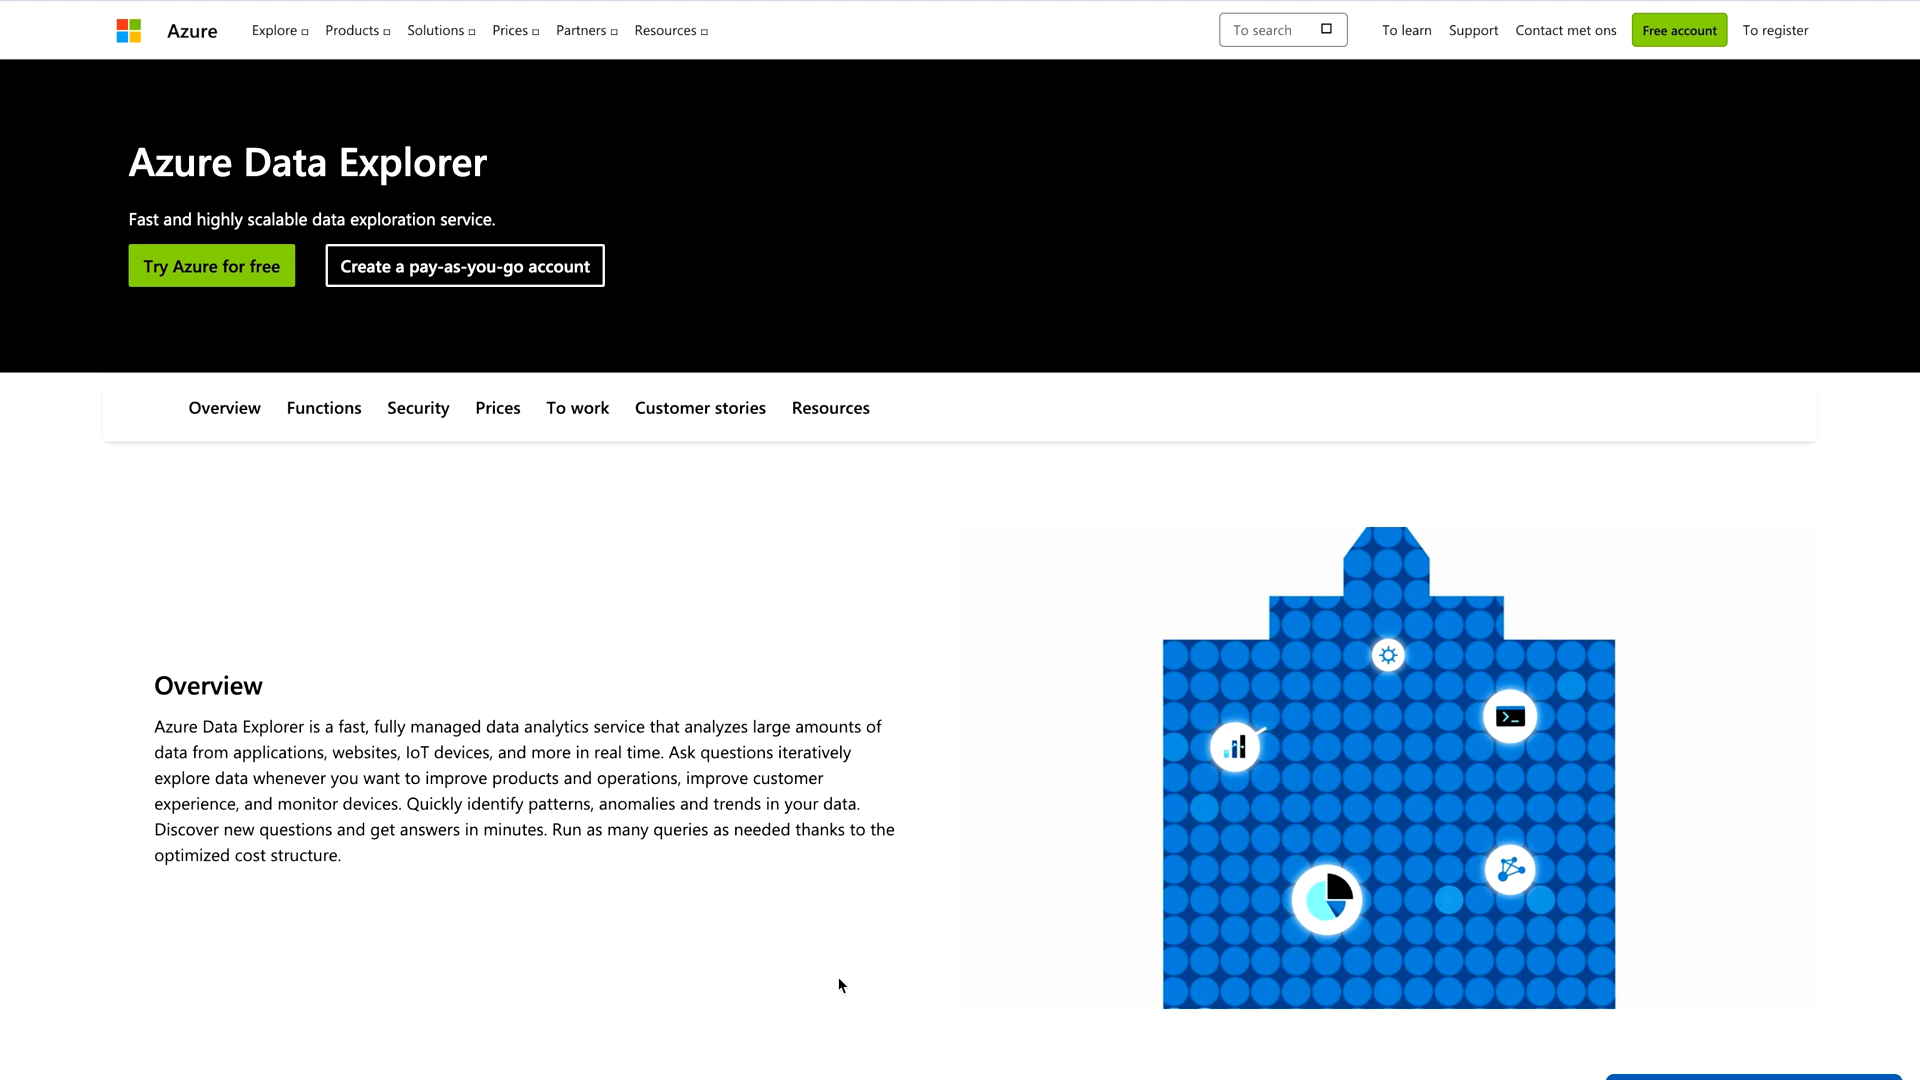 Azure
Explore
Products
Solutions
Prices
Partners
Resources
To search
To learn
Support
Contact met ons
Free account
To register
Azure Data Explorer
Fast and highly scalable data exploration service.
Try Azure for free
Create a pay-as-you-go account
Overview
Functions
Security
Prices
To work
Customer stories
Resources
Overview
Azure Data Explorer is a fast, fully managed data analytics service that analyzes large amounts of
data from applications, websites, IoT devices, and more in real time. Ask questions iteratively
explore data whenever you want to improve products and operations, improve customer
experience, and monitor devices. Quickly identify patterns, anomalies and trends in your data.
Discover new questions and get answers in minutes. Run as many queries as needed thanks to the
optimized cost structure.